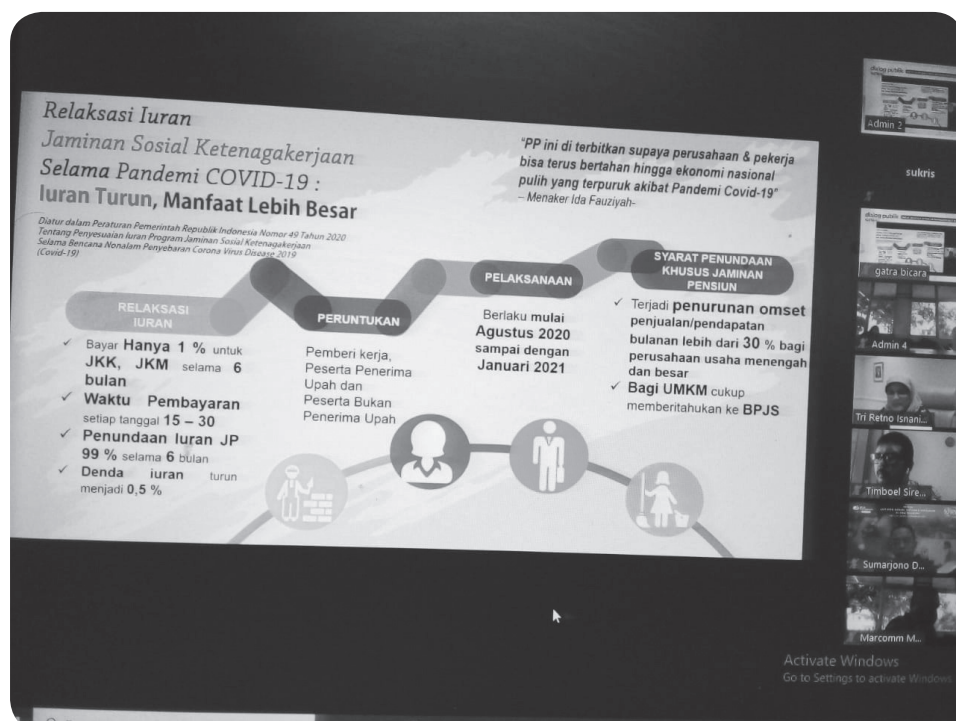 Relaksasi Iuran
Jaminan Sosial Ketenagakerjaan
Selama Pandemi COVID-19 :
Iuran Turun, Manfaat Lebih Besar
Diatur dalam Peraturan Pemerintah Republik Indonesia Nomor 49 Tahun 2020
Tentang Penyesuaian Iuran Program Jaminan Sosial Ketenagakerjaan
Selama Bencana Nonalam Penyebaran Corona Virus Disease 2019
(Covid-19)
"PP ini di terbitkan supaya perusahaan & pekerja
bisa terus bertahan hingga ekonomi nasional
pulih yang terpuruk akibat Pandemi Covid-19"
– Menaker Ida Fauziyah-
RELAKSASI
IURAN
✓ Bayar Hanya 1 % untuk
JKK, JKM selama 6
bulan
✓ Waktu Pembayaran
setiap tanggal 15 – 30
✓ Penundaan Iuran JP
99 % selama 6 bulan
✓ Denda iuran turun
menjadi 0,5 %
PERUNTUKAN
Pemberi kerja,
Peserta Penerima
Upah dan
Peserta Bukan
Penerima Upah
PELAKSANAAN
Berlaku mulai
Agustus 2020
sampai dengan
Januari 2021
SYARAT PENUNDAAN
KHUSUS JAMINAN
PENSIUN
✓ Terjadi penurunan omset
penjualan/pendapatan
bulanan lebih dari 30 % bagi
perusahaan usaha menengah
dan besar
✓ Bagi UMKM cukup
memberitahukan ke BPJS
dialog publik
Admin 2
sukris
dialog publik
gatra bicara
Admin 4
Tri Retno Isnani...
Timboel Sire...
Sumarjono D...
Marcomm M...
Activate Windows
Go to Settings to activate Windows